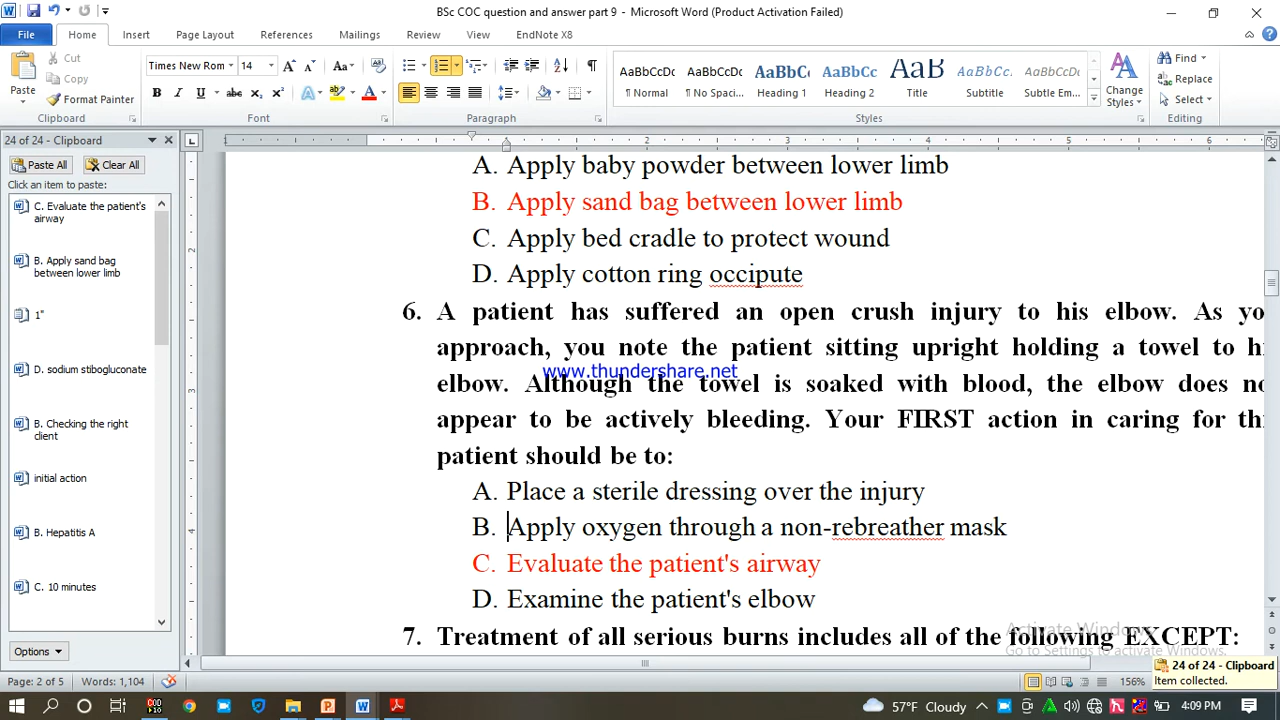 BSc COC question and answer part 9 - Microsoft Word (Product Activation Failed)
File Home Insert Page Layout References Mailings Review View EndNote X8
Paste Cut Copy Format Painter Clipboard
Times New Rom 14 Font
Paragraph
AaBbCcDc ¶ Normal AaBbCcDc ¶ No Spaci... AaBbCc Heading 1 AaBbCc Heading 2 AaB Title AaBbCcDc Subtitle AaBbCcDc Subtle Em... Change Styles Styles
Find Replace Select Editing
24 of 24 - Clipboard
Paste All Clear All
Click an item to paste:
C. Evaluate the patient's
airway
B. Apply sand bag
between lower limb
1"
D. sodium stibogluconate
B. Checking the right
client
initial action
B. Hepatitis A
C. 10 minutes
Options
A. Apply baby powder between lower limb
B. Apply sand bag between lower limb
C. Apply bed cradle to protect wound
D. Apply cotton ring occipute
6. A patient has suffered an open crush injury to his elbow. As yo
approach, you note the patient sitting upright holding a towel to hi
www.thundershare.net
elbow. Although the towel is soaked with blood, the elbow does no
appear to be actively bleeding. Your FIRST action in caring for thi
patient should be to:
A. Place a sterile dressing over the injury
B. Apply oxygen through a non-rebreather mask
C. Evaluate the patient's airway
D. Examine the patient's elbow
7. Treatment of all serious burns includes all of the following EXCEPT:
Activate Windows
Go to Settings to activate Windows.
24 of 24 - Clipboard
Item collected.
Page: 2 of 5 Words: 1,104 156%
57°F Cloudy 4:09 PM